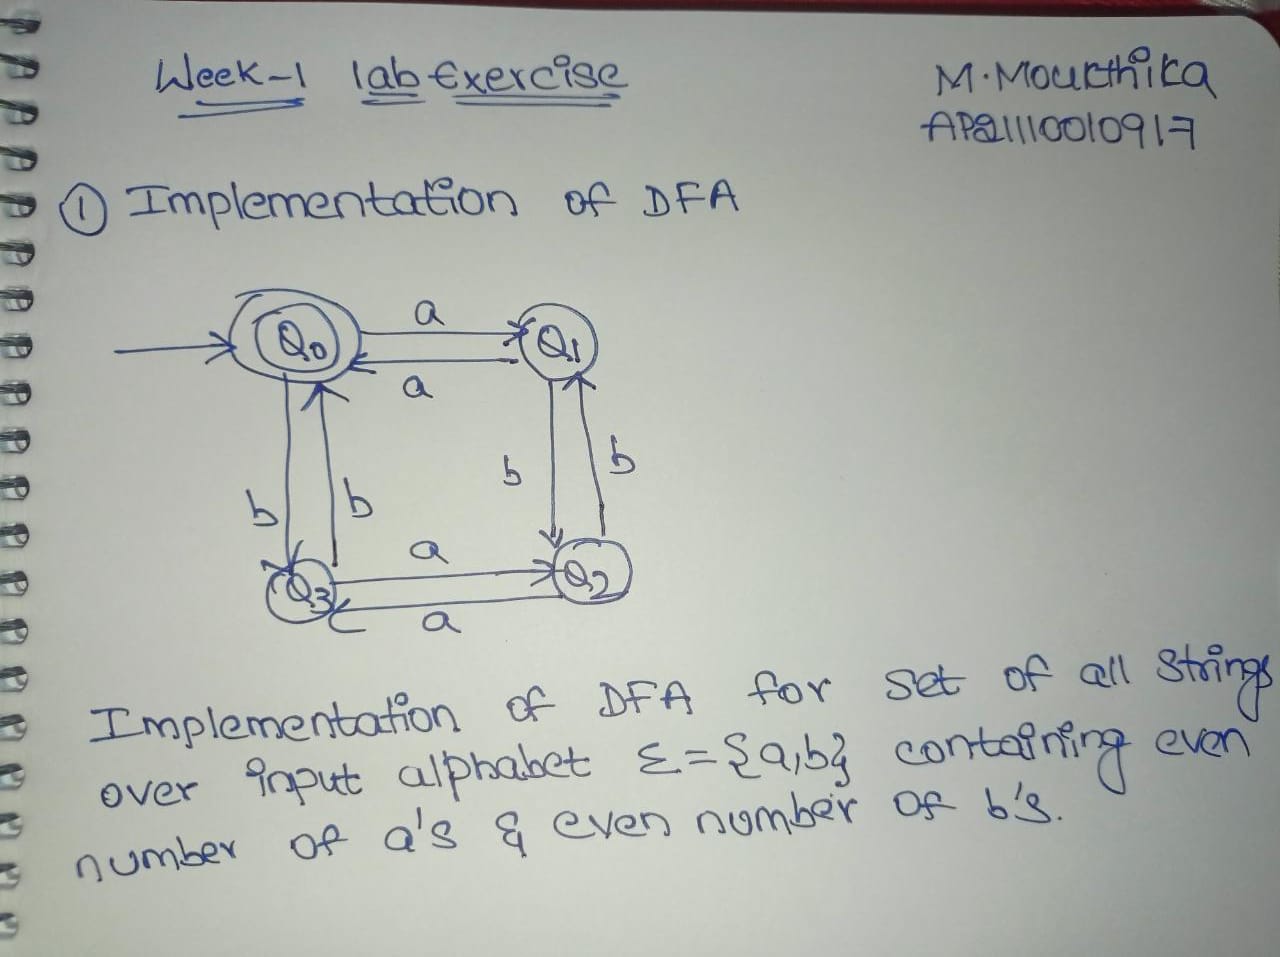 Week-1 lab Exercise
M.Mourthika
AP21110010917
① Implementation of DFA
a
Q0
Q1
a
b
b
b
b
a
Q3
Q2
a
Implementation of DFA for set of all strings
over input alphabet Σ={a,b} containing even
number of a's & even number of b's.